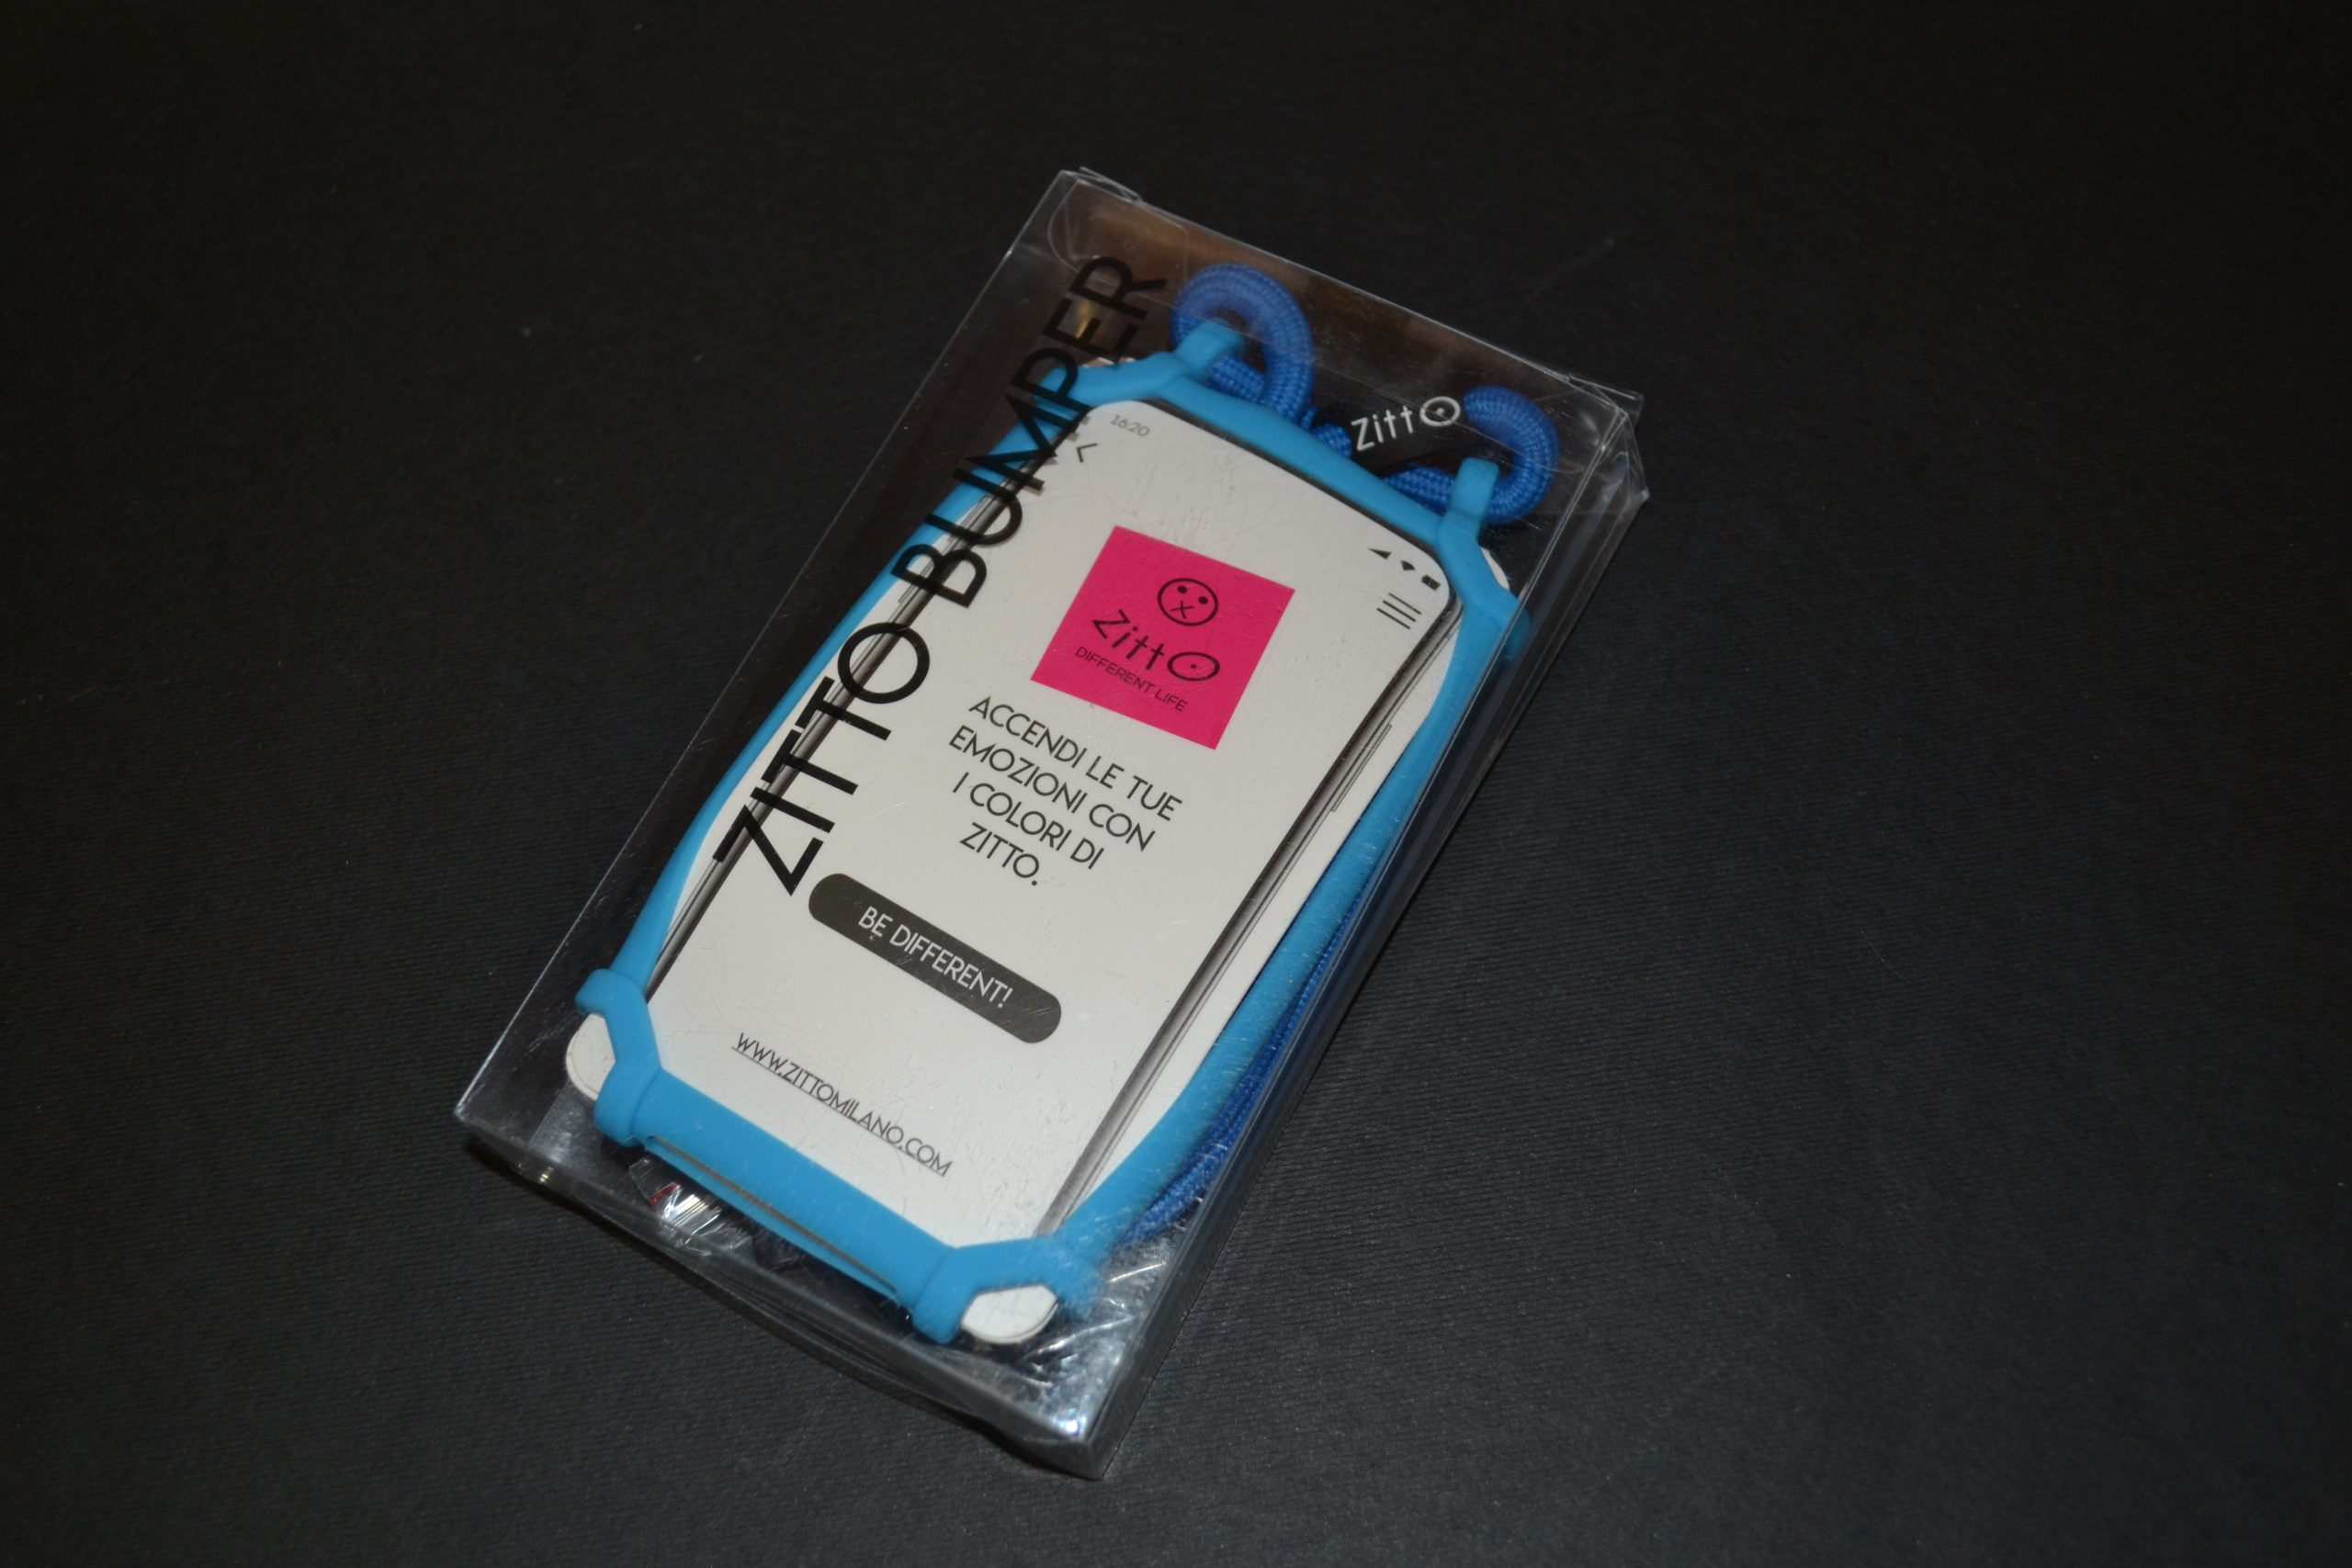 ZITTO BUMPER
zitto
16:20
zitto
DIFFERENT LIFE
ACCENDI LE TUE
EMOZIONI CON
I COLORI DI
ZITTO.
BE DIFFERENT!
WWW.ZITTOMILANO.COM